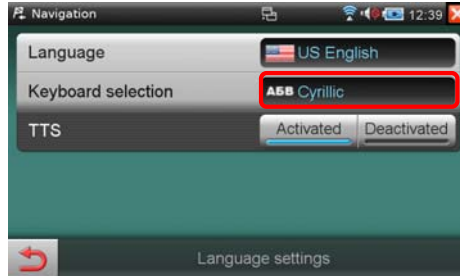 Navigation 12:39
Language US English
Keyboard selection АБВ Cyrillic
TTS Activated Deactivated
Language settings